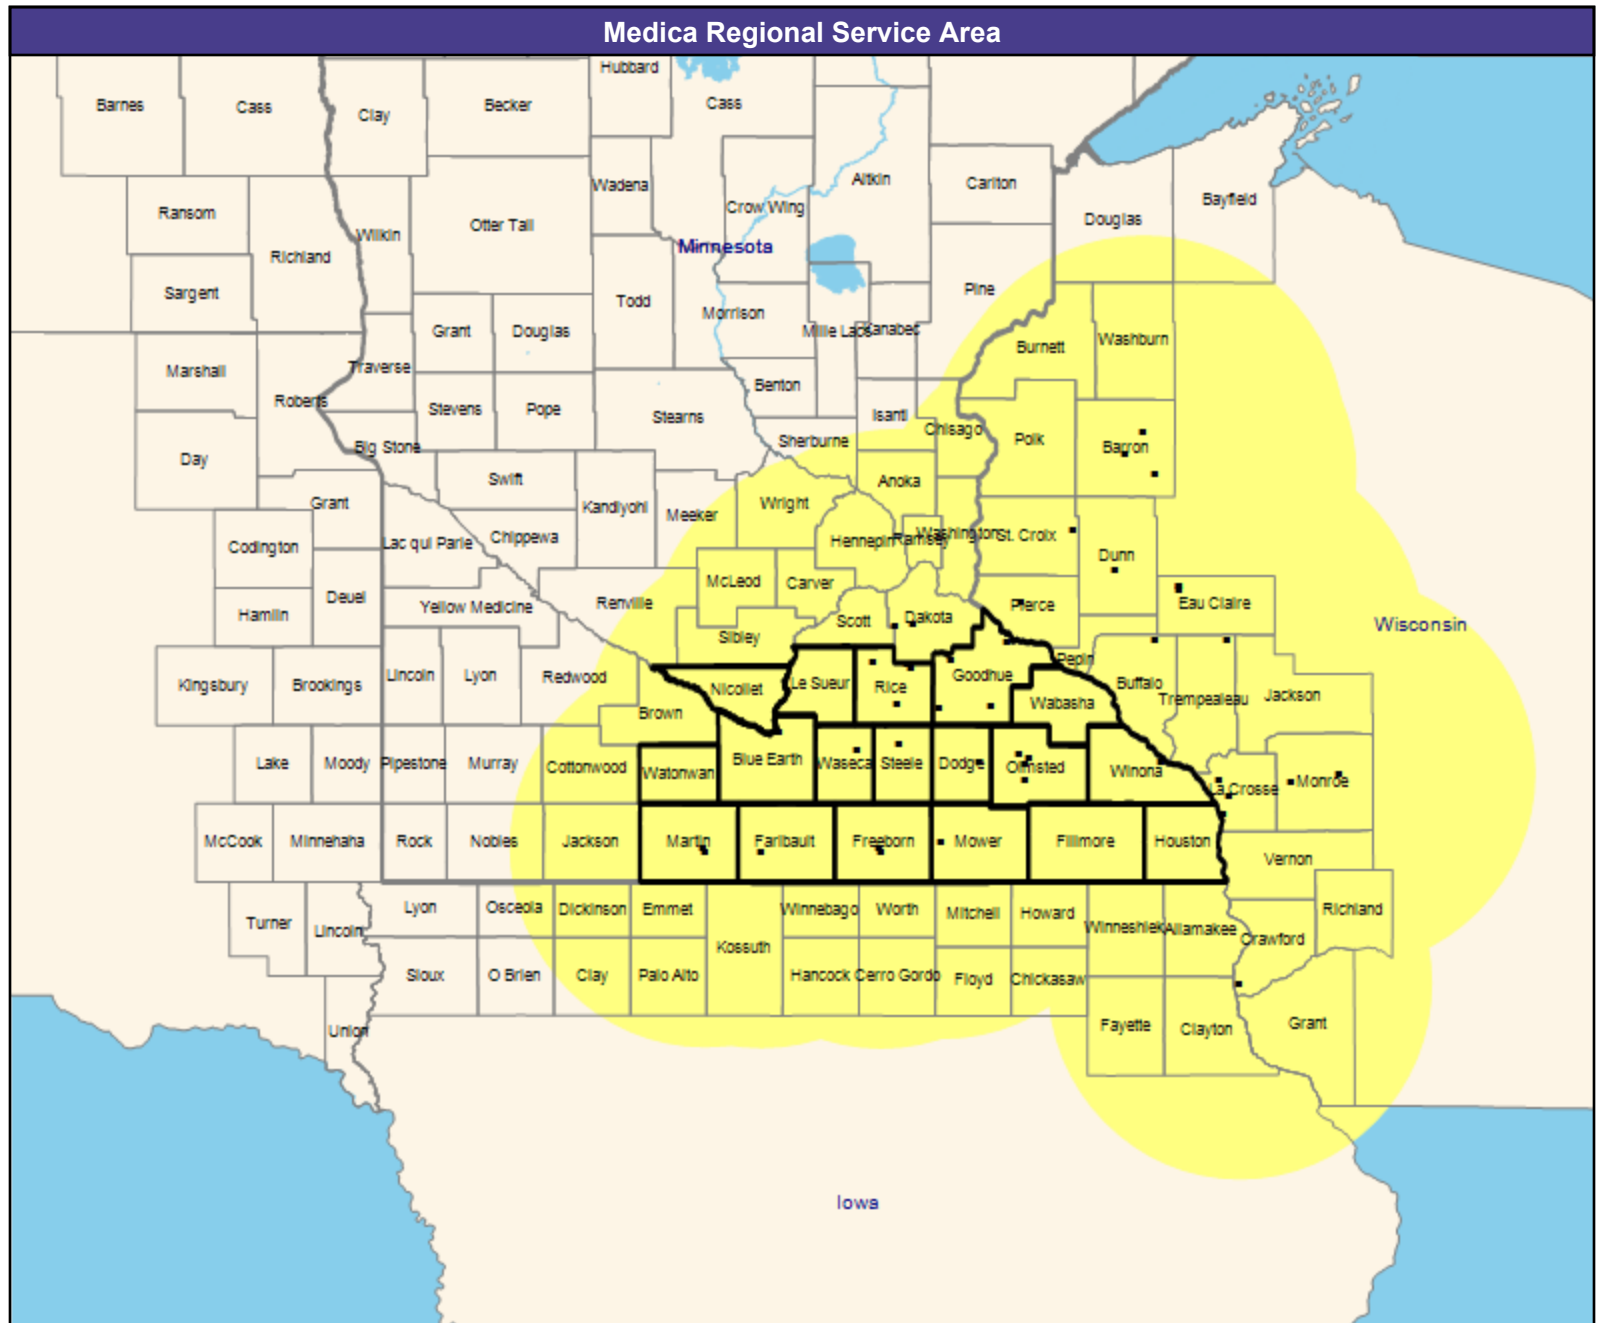 Medica Regional Service Area
Hubbard
Barnes
Cass
Clay
Becker
Cass
Wadena
Aitkin
Carlton
Ransom
Crow Wing
Bayfield
Douglas
Wilkin
Otter Tail
Minnesota
Richland
Sargent
Todd
Pine
Morrison
Grant
Douglas
Mille Lacs
Kanabec
Burnett
Washburn
Marshall
Traverse
Roberts
Stevens
Pope
Benton
Stearns
Isanti
Chisago
Polk
Barron
Big Stone
Sherburne
Day
Swift
Anoka
Grant
Kandiyohi
Meeker
Wright
Codington
Lac qui Parle
Chippewa
Hennepin
Ramsey
Washington
St. Croix
Dunn
McLeod
Carver
Deuel
Yellow Medicine
Renville
Pierce
Eau Claire
Hamlin
Scott
Dakota
Wisconsin
Sibley
Pepin
Kingsbury
Brookings
Lincoln
Lyon
Redwood
Nicollet
Le Sueur
Rice
Goodhue
Buffalo
Trempealeau
Jackson
Brown
Wabasha
Lake
Moody
Pipestone
Murray
Cottonwood
Watonwan
Blue Earth
Waseca
Steele
Dodge
Olmsted
Winona
La Crosse
Monroe
McCook
Minnehaha
Rock
Nobles
Jackson
Martin
Faribault
Freeborn
Mower
Fillmore
Houston
Vernon
Turner
Lincoln
Lyon
Osceola
Dickinson
Emmet
Kossuth
Winnebago
Worth
Mitchell
Howard
Winneshiek
Allamakee
Crawford
Richland
Sioux
O Brien
Clay
Palo Alto
Hancock
Cerro Gordo
Floyd
Chickasaw
Union
Fayette
Clayton
Grant
Iowa